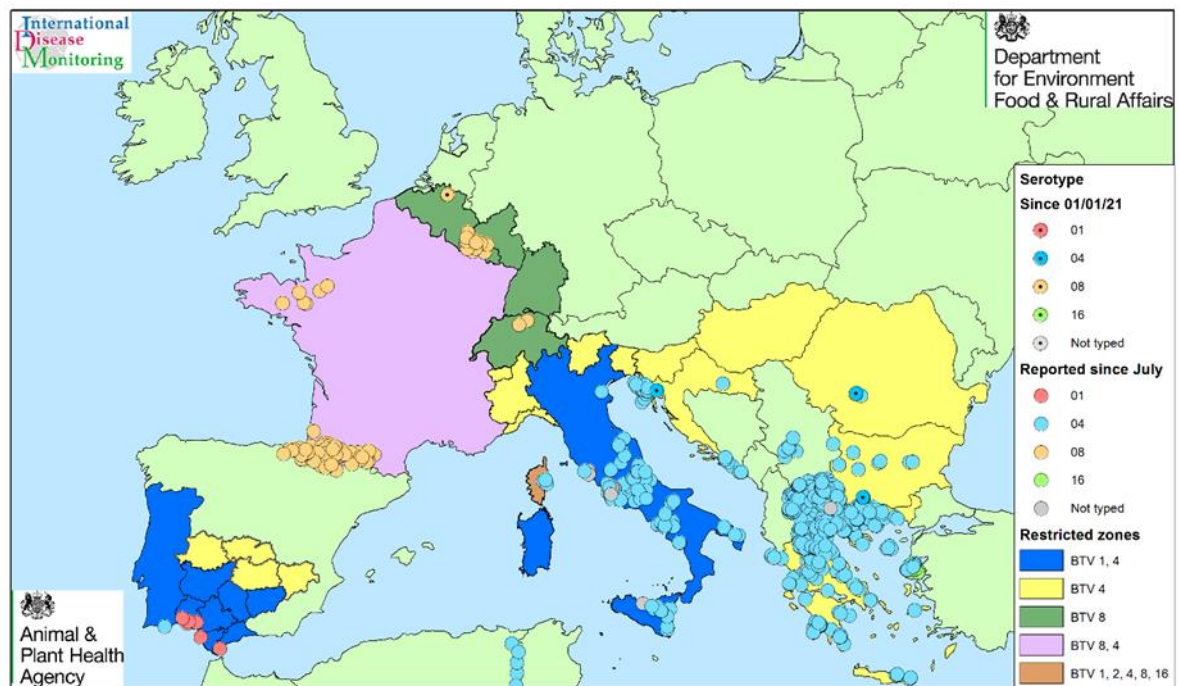 International
Disease
Monitoring
Department
for Environment
Food & Rural Affairs
Serotype
Since 01/01/21
01
04
08
16
Not typed
Reported since July
01
04
08
16
Not typed
Restricted zones
BTV 1, 4
BTV 4
BTV 8
BTV 8, 4
BTV 1, 2, 4, 8, 16
Animal &
Plant Health
Agency